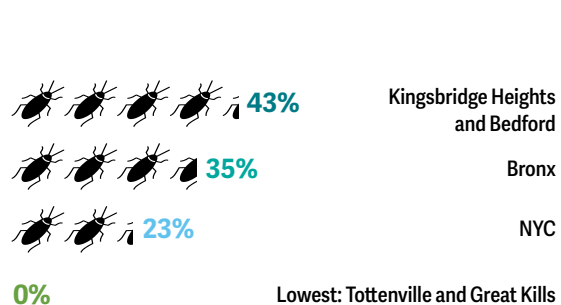 43% Kingsbridge Heights
and Bedford
35% Bronx
23% NYC
0% Lowest: Tottenville and Great Kills